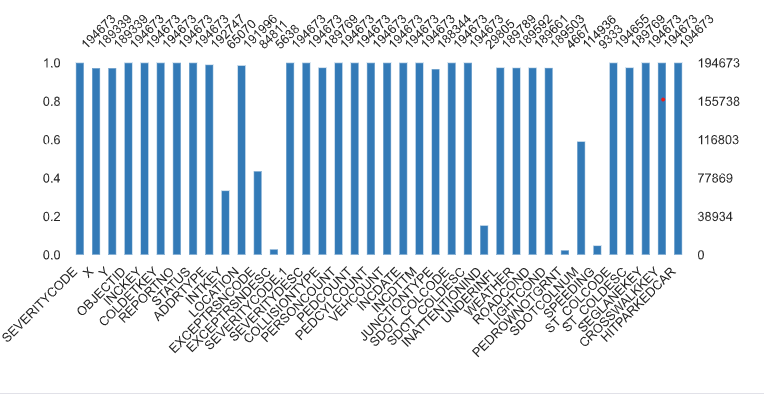 194673
189339
189339
194673
194673
194673
194673
194673
192747
65070
191996
84811
5638
194673
194673
189769
194673
194673
194673
194673
194673
194673
188344
194673
194673
29805
189789
189592
189661
189503
4667
114936
9333
194655
189769
194673
194673
194673
1.0
0.8
0.6
0.4
0.2
0.0
194673
155738
116803
77869
38934
0
SEVERITYCODE
X
Y
OBJECTID
INCKEY
COLDETKEY
REPORTNO
STATUS
ADDRTYPE
INTKEY
LOCATION
EXCEPTRSNCODE
EXCEPTRSNDESC
SEVERITYCODE.1
SEVERITYDESC
COLLISIONTYPE
PERSONCOUNT
PEDCOUNT
PEDCYLCOUNT
VEHCOUNT
INCDATE
INCDTTM
JUNCTIONTYPE
SDOT_COLCODE
SDOT_COLDESC
INATTENTIONIND
UNDERINFL
WEATHER
ROADCOND
LIGHTCOND
PEDROWNOTGRNT
SDOTCOLNUM
SPEEDING
ST_COLCODE
ST_COLDESC
SEGLANEKEY
CROSSWALKKEY
HITPARKEDCAR